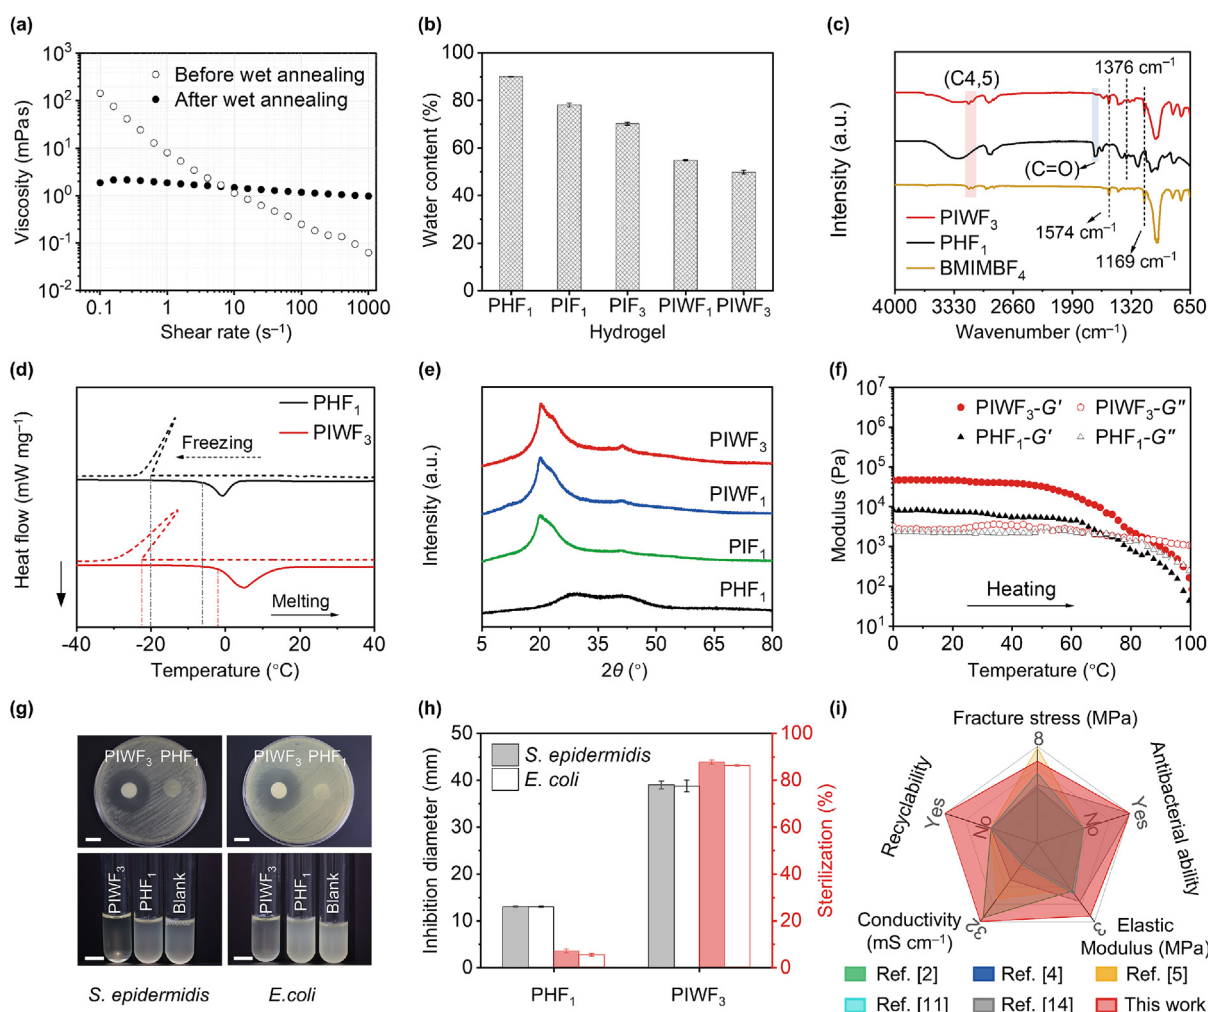 (a)
10³
10²
10¹
10⁰
10⁻¹
10⁻²
Viscosity (mPas)
Before wet annealing
After wet annealing
0.1 1 10 100 1000
Shear rate (s⁻¹)
(b)
100
80
60
40
20
0
Water content (%)
PHF₁ PIF₁ PIF₃ PIWF₁ PIWF₃
Hydrogel
(c)
Intensity (a.u.)
(C4,5)
1376 cm⁻¹
(C=O)
PIWF₃
PHF₁
BMIMBF₄
1574 cm⁻¹
1169 cm⁻¹
4000 3330 2660 1990 1320 650
Wavenumber (cm⁻¹)
(d)
Heat flow (mW mg⁻¹)
PHF₁
PIWF₃
Freezing
Melting
-40 -20 0 20 40
Temperature (°C)
(e)
Intensity (a.u.)
PIWF₃
PIWF₁
PIF₁
PHF₁
5 20 35 50 65 80
2θ (°)
(f)
10⁷
10⁶
10⁵
10⁴
10³
10²
10¹
Modulus (Pa)
PIWF₃-G′ PIWF₃-G″
PHF₁-G′ PHF₁-G″
Heating
0 20 40 60 80 100
Temperature (°C)
(g)
PIWF₃ PHF₁
PIWF₃ PHF₁
PIWF₃ PHF₁ Blank
PIWF₃ PHF₁ Blank
S. epidermidis
E.coli
(h)
50
40
30
20
10
0
Inhibition diameter (mm)
S. epidermidis
E. coli
100
80
60
40
20
0
Sterilization (%)
PHF₁ PIWF₃
(i)
Fracture stress (MPa)
8
Recyclability
Antibacterial ability
Yes
No
No
Yes
Conductivity
(mS cm⁻¹)
32
3
Elastic
Modulus (MPa)
Ref. [2] Ref. [4] Ref. [5]
Ref. [11] Ref. [14] This work